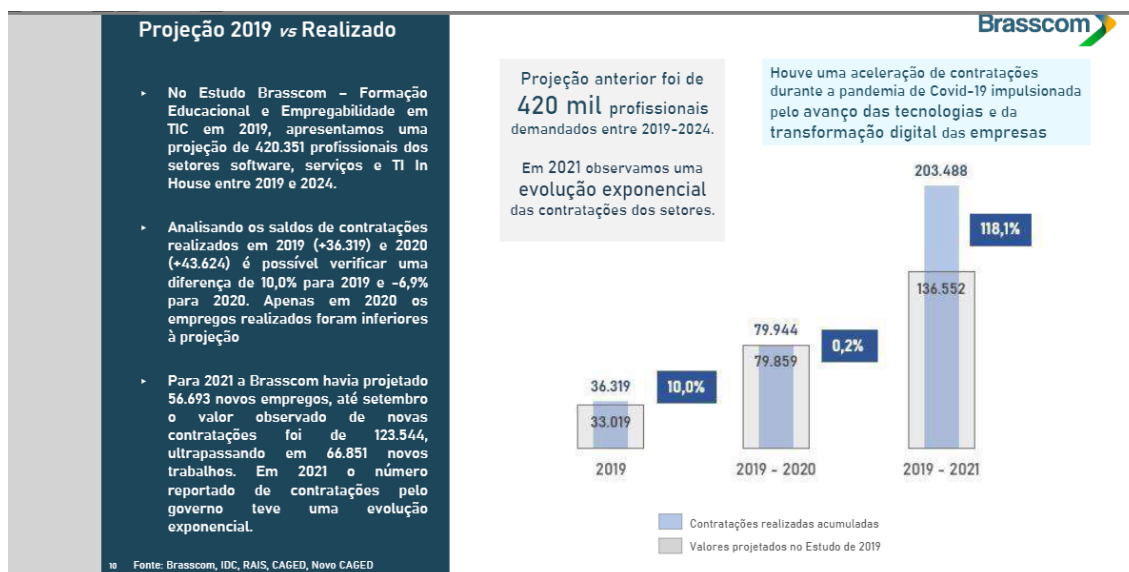 Projeção 2019 vs Realizado
Brasscom
▸ No Estudo Brasscom – Formação
Educacional e Empregabilidade em
TIC em 2019, apresentamos uma
projeção de 420.351 profissionais dos
setores software, serviços e TI In
House entre 2019 e 2024.
▸ Analisando os saldos de contratações
realizados em 2019 (+36.319) e 2020
(+43.624) é possível verificar uma
diferença de 10,0% para 2019 e -6,9%
para 2020. Apenas em 2020 os
empregos realizados foram inferiores
à projeção
▸ Para 2021 a Brasscom havia projetado
56.693 novos empregos, até setembro
o valor observado de novas
contratações foi de 123.544,
ultrapassando em 66.851 novos
trabalhos. Em 2021 o número
reportado de contratações pelo
governo teve uma evolução
exponencial.
10 Fonte: Brasscom, IDC, RAIS, CAGED, Novo CAGED
Projeção anterior foi de
420 mil profissionais
demandados entre 2019-2024.
Em 2021 observamos uma
evolução exponencial
das contratações dos setores.
Houve uma aceleração de contratações
durante a pandemia de Covid-19 impulsionada
pelo avanço das tecnologias e da
transformação digital das empresas
203.488
118,1%
136.552
79.944
0,2%
79.859
36.319
10,0%
33.019
2019
2019 - 2020
2019 - 2021
Contratações realizadas acumuladas
Valores projetados no Estudo de 2019